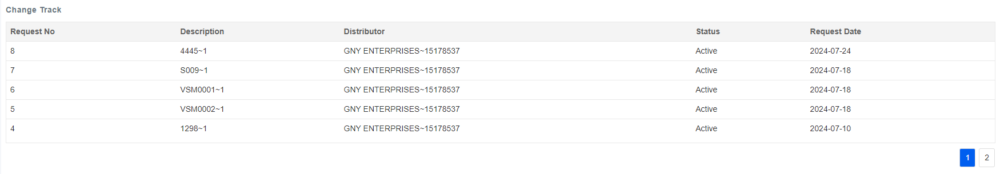 Change Track
Request No Description Distributor Status Request Date
8 4445~1 GNY ENTERPRISES~15178537 Active 2024-07-24
7 S009~1 GNY ENTERPRISES~15178537 Active 2024-07-18
6 VSM0001~1 GNY ENTERPRISES~15178537 Active 2024-07-18
5 VSM0002~1 GNY ENTERPRISES~15178537 Active 2024-07-18
4 1298~1 GNY ENTERPRISES~15178537 Active 2024-07-10
1 2